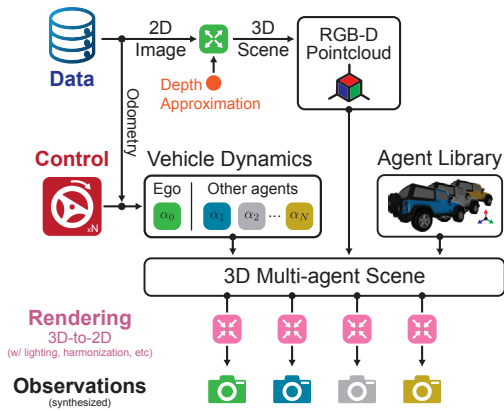 2D
Image
3D
Scene
RGB-D
Pointcloud
Data
Depth
Approximation
Odometry
Control
xN
Vehicle Dynamics
Ego
Other agents
α0
α1
α2
...
αN
Agent Library
3D Multi-agent Scene
Rendering
3D-to-2D
(w/ lighting, harmonization, etc)
Observations
(synthesized)